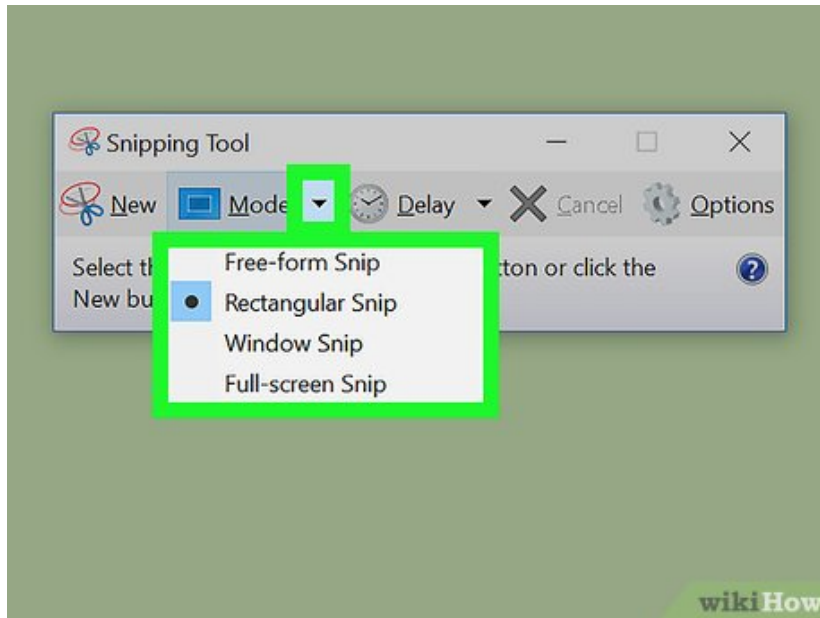 Snipping Tool
New Mode Delay Cancel Options
Free-form Snip
Rectangular Snip
Window Snip
Full-screen Snip
Select tton or click the
New bu
wikiHow